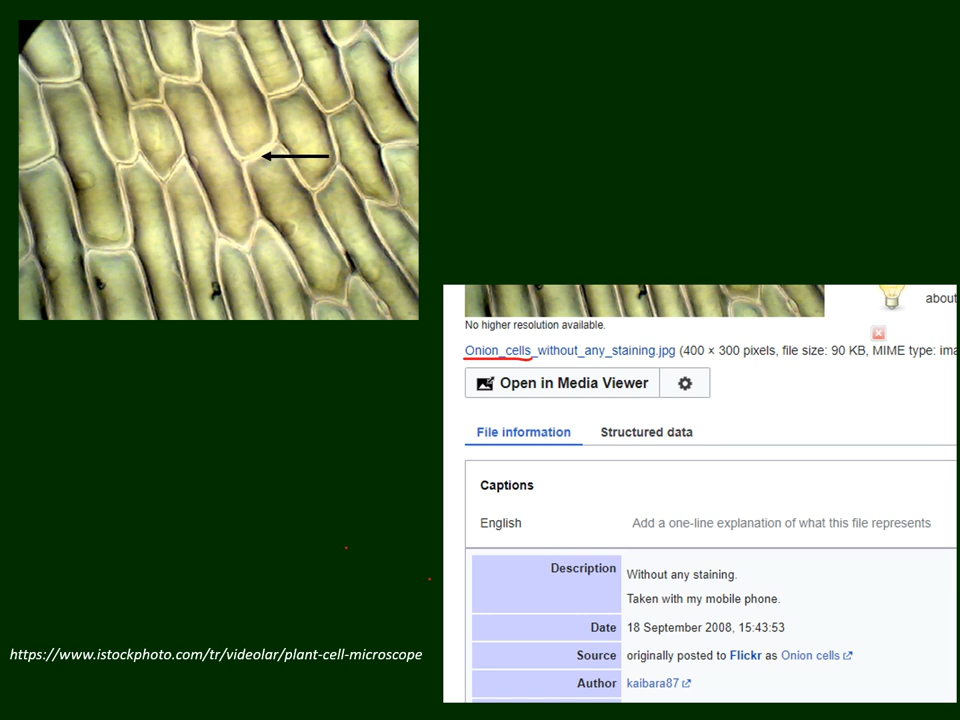 about
No higher resolution available.
Onion_cells_without_any_staining.jpg (400 × 300 pixels, file size: 90 KB, MIME type: ima
Open in Media Viewer
File information Structured data
Captions
English Add a one-line explanation of what this file represents
Description Without any staining.
Taken with my mobile phone.
Date 18 September 2008, 15:43:53
Source originally posted to Flickr as Onion cells
Author kaibara87
https://www.istockphoto.com/tr/videolar/plant-cell-microscope